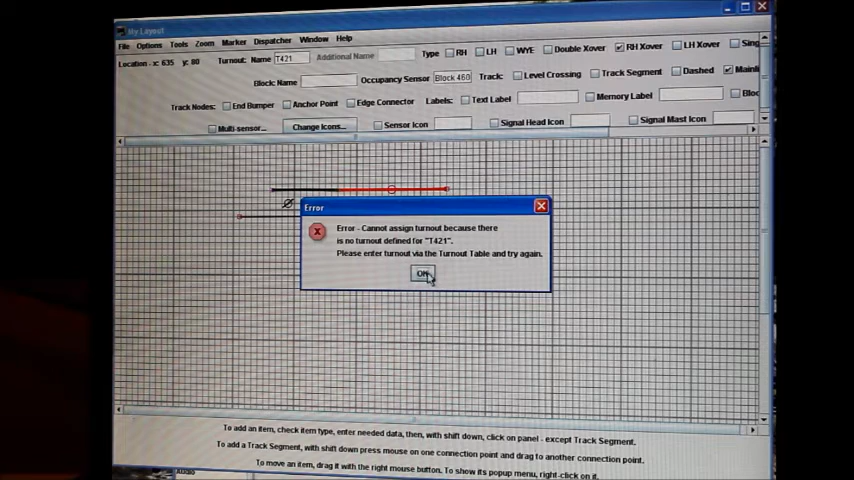 My Layout
File Options Tools Zoom Marker Dispatcher Window Help
Location - x: 635 y: 80 Turnout: Name T421 Additional Name Type RH LH WYE Double Xover RH Xover LH Xover Sing
Block: Name Occupancy Sensor Block 460 Track: Level Crossing Track Segment Dashed Mainli
Track Nodes: End Bumper Anchor Point Edge Connector Labels: Text Label Memory Label Bloc
Multi-sensor... Change Icons... Sensor Icon Signal Head Icon Signal Mast Icon
Error
Error - Cannot assign turnout because there
is no turnout defined for "T421".
Please enter turnout via the Turnout Table and try again.
OK
To add an item, check item type, enter needed data, then, with shift down, click on panel - except Track Segment.
To add a Track Segment, with shift down press mouse on one connection point and drag to another connection point.
To move an item, drag it with the right mouse button. To show its popup menu, right-click on it.